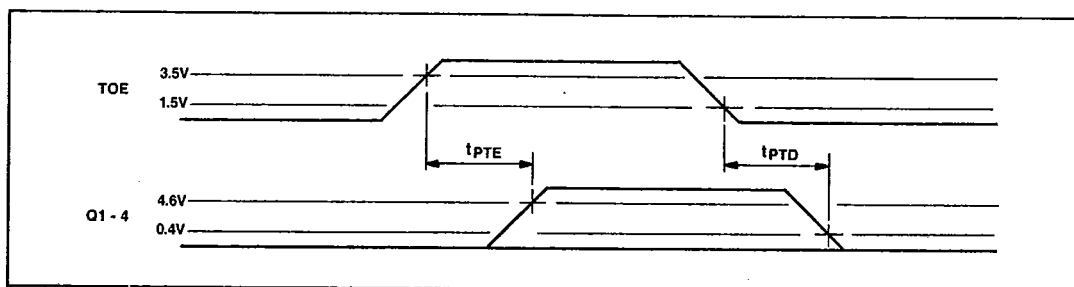 3.5V
TOE
1.5V
tPTE
tPTD
4.6V
Q1 - 4
0.4V